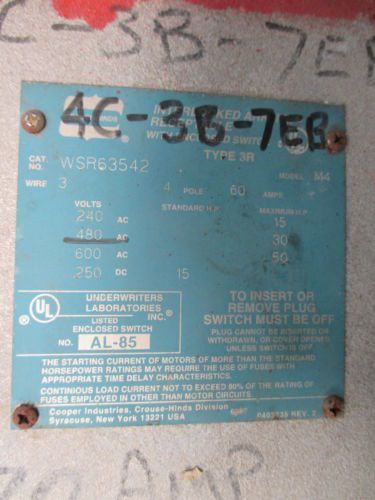 C-3B-7EB
4C-3B-7EB
INTERLOCKED ARK
RECEPTACLE
WITH ENCLOSED SWITCH
TYPE 3R
CAT. NO. WSR63542 MODEL M4
WIRE 3 4 POLE 60 AMPS
VOLTS STANDARD H.P. MAXIMUM H.P.
240 AC 15
480 AC 30
600 AC 50
250 DC 15
UL
UNDERWRITERS
LABORATORIES
INC.®
LISTED
ENCLOSED SWITCH
NO. AL-85
TO INSERT OR
REMOVE PLUG
SWITCH MUST BE OFF
PLUG CANNOT BE INSERTED OR
WITHDRAWN, OR COVER OPENED
UNLESS SWITCH IS OFF.
THE STARTING CURRENT OF MOTORS OF MORE THAN THE STANDARD
HORSEPOWER RATINGS MAY REQUIRE THE USE OF FUSES WITH
APPROPRIATE TIME DELAY CHARACTERISTICS.
CONTINUOUS LOAD CURRENT NOT TO EXCEED 80% OF THE RATING OF
FUSES EMPLOYED IN OTHER THAN MOTOR CIRCUITS
Cooper Industries, Crouse-Hinds Division
Syracuse, New York 13221 USA
REV. 2
AMP